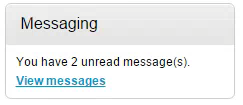 Messaging
You have 2 unread message(s).
View messages